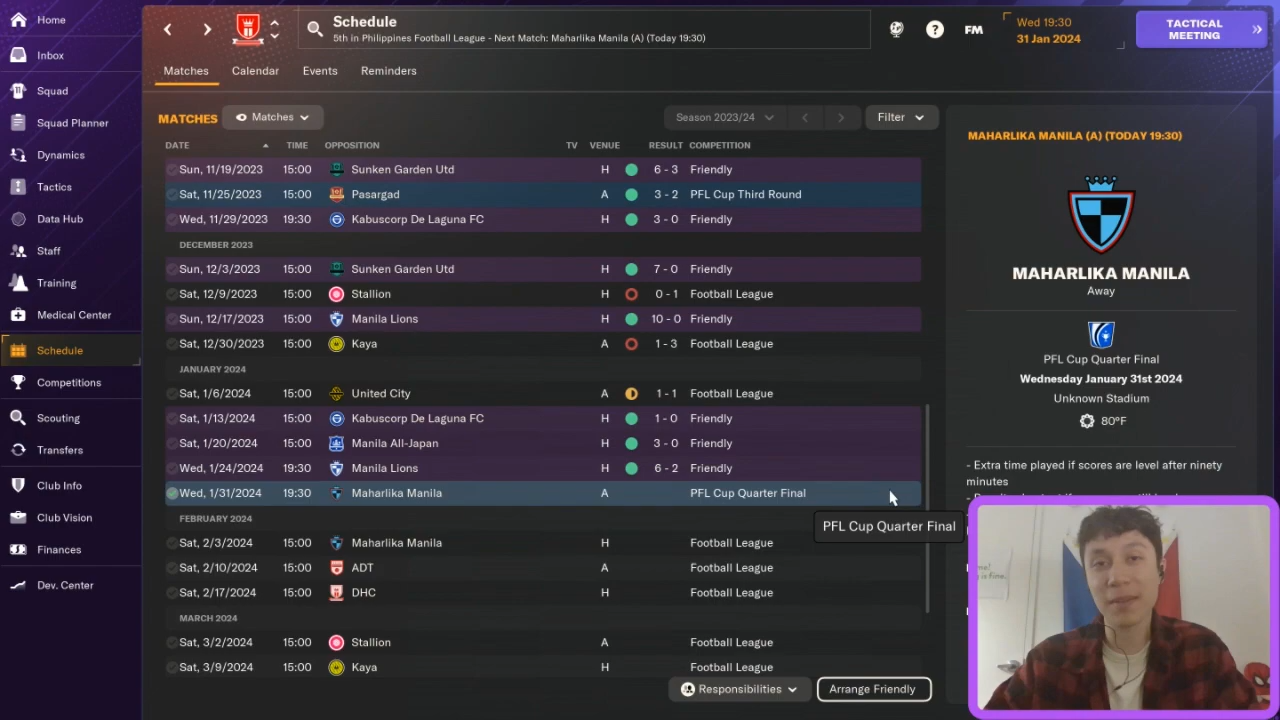 Home
Inbox
Squad
Squad Planner
Dynamics
Tactics
Data Hub
Staff
Training
Medical Center
Schedule
Competitions
Scouting
Transfers
Club Info
Club Vision
Finances
Dev. Center
Schedule
5th in Philippines Football League - Next Match: Maharlika Manila (A) (Today 19:30)
?
FM
Wed 19:30
31 Jan 2024
TACTICAL
MEETING
Matches Calendar Events Reminders
MATCHES Matches Season 2023/24 Filter
DATE TIME OPPOSITION TV VENUE RESULT COMPETITION
Sun, 11/19/2023 15:00 Sunken Garden Utd H 6 - 3 Friendly
Sat, 11/25/2023 15:00 Pasargad A 3 - 2 PFL Cup Third Round
Wed, 11/29/2023 19:30 Kabuscorp De Laguna FC H 3 - 0 Friendly
DECEMBER 2023
Sun, 12/3/2023 15:00 Sunken Garden Utd H 7 - 0 Friendly
Sat, 12/9/2023 15:00 Stallion H 0 - 1 Football League
Sun, 12/17/2023 15:00 Manila Lions H 10 - 0 Friendly
Sat, 12/30/2023 15:00 Kaya A 1 - 3 Football League
JANUARY 2024
Sat, 1/6/2024 15:00 United City A 1 - 1 Football League
Sat, 1/13/2024 15:00 Kabuscorp De Laguna FC H 1 - 0 Friendly
Sat, 1/20/2024 15:00 Manila All-Japan H 3 - 0 Friendly
Wed, 1/24/2024 19:30 Manila Lions H 6 - 2 Friendly
Wed, 1/31/2024 19:30 Maharlika Manila A PFL Cup Quarter Final
PFL Cup Quarter Final
FEBRUARY 2024
Sat, 2/3/2024 15:00 Maharlika Manila H Football League
Sat, 2/10/2024 15:00 ADT A Football League
Sat, 2/17/2024 15:00 DHC H Football League
MARCH 2024
Sat, 3/2/2024 15:00 Stallion A Football League
Sat, 3/9/2024 15:00 Kaya H Football League
Responsibilities Arrange Friendly
MAHARLIKA MANILA (A) (TODAY 19:30)
MAHARLIKA MANILA
Away
PFL Cup Quarter Final
Wednesday January 31st 2024
Unknown Stadium
80°F
- Extra time played if scores are level after ninety
minutes
is fine.